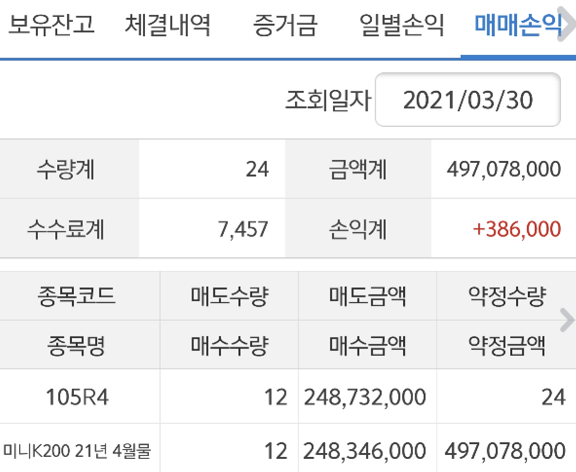 보유잔고 체결내역 증거금 일별손익 매매손익
조회일자 2021/03/30
수량계 24 금액계 497,078,000
수수료계 7,457 손익계 +386,000
종목코드 매도수량 매도금액 약정수량
종목명 매수수량 매수금액 약정금액
105R4 12 248,732,000 24
미니K200 21년 4월물 12 248,346,000 497,078,000